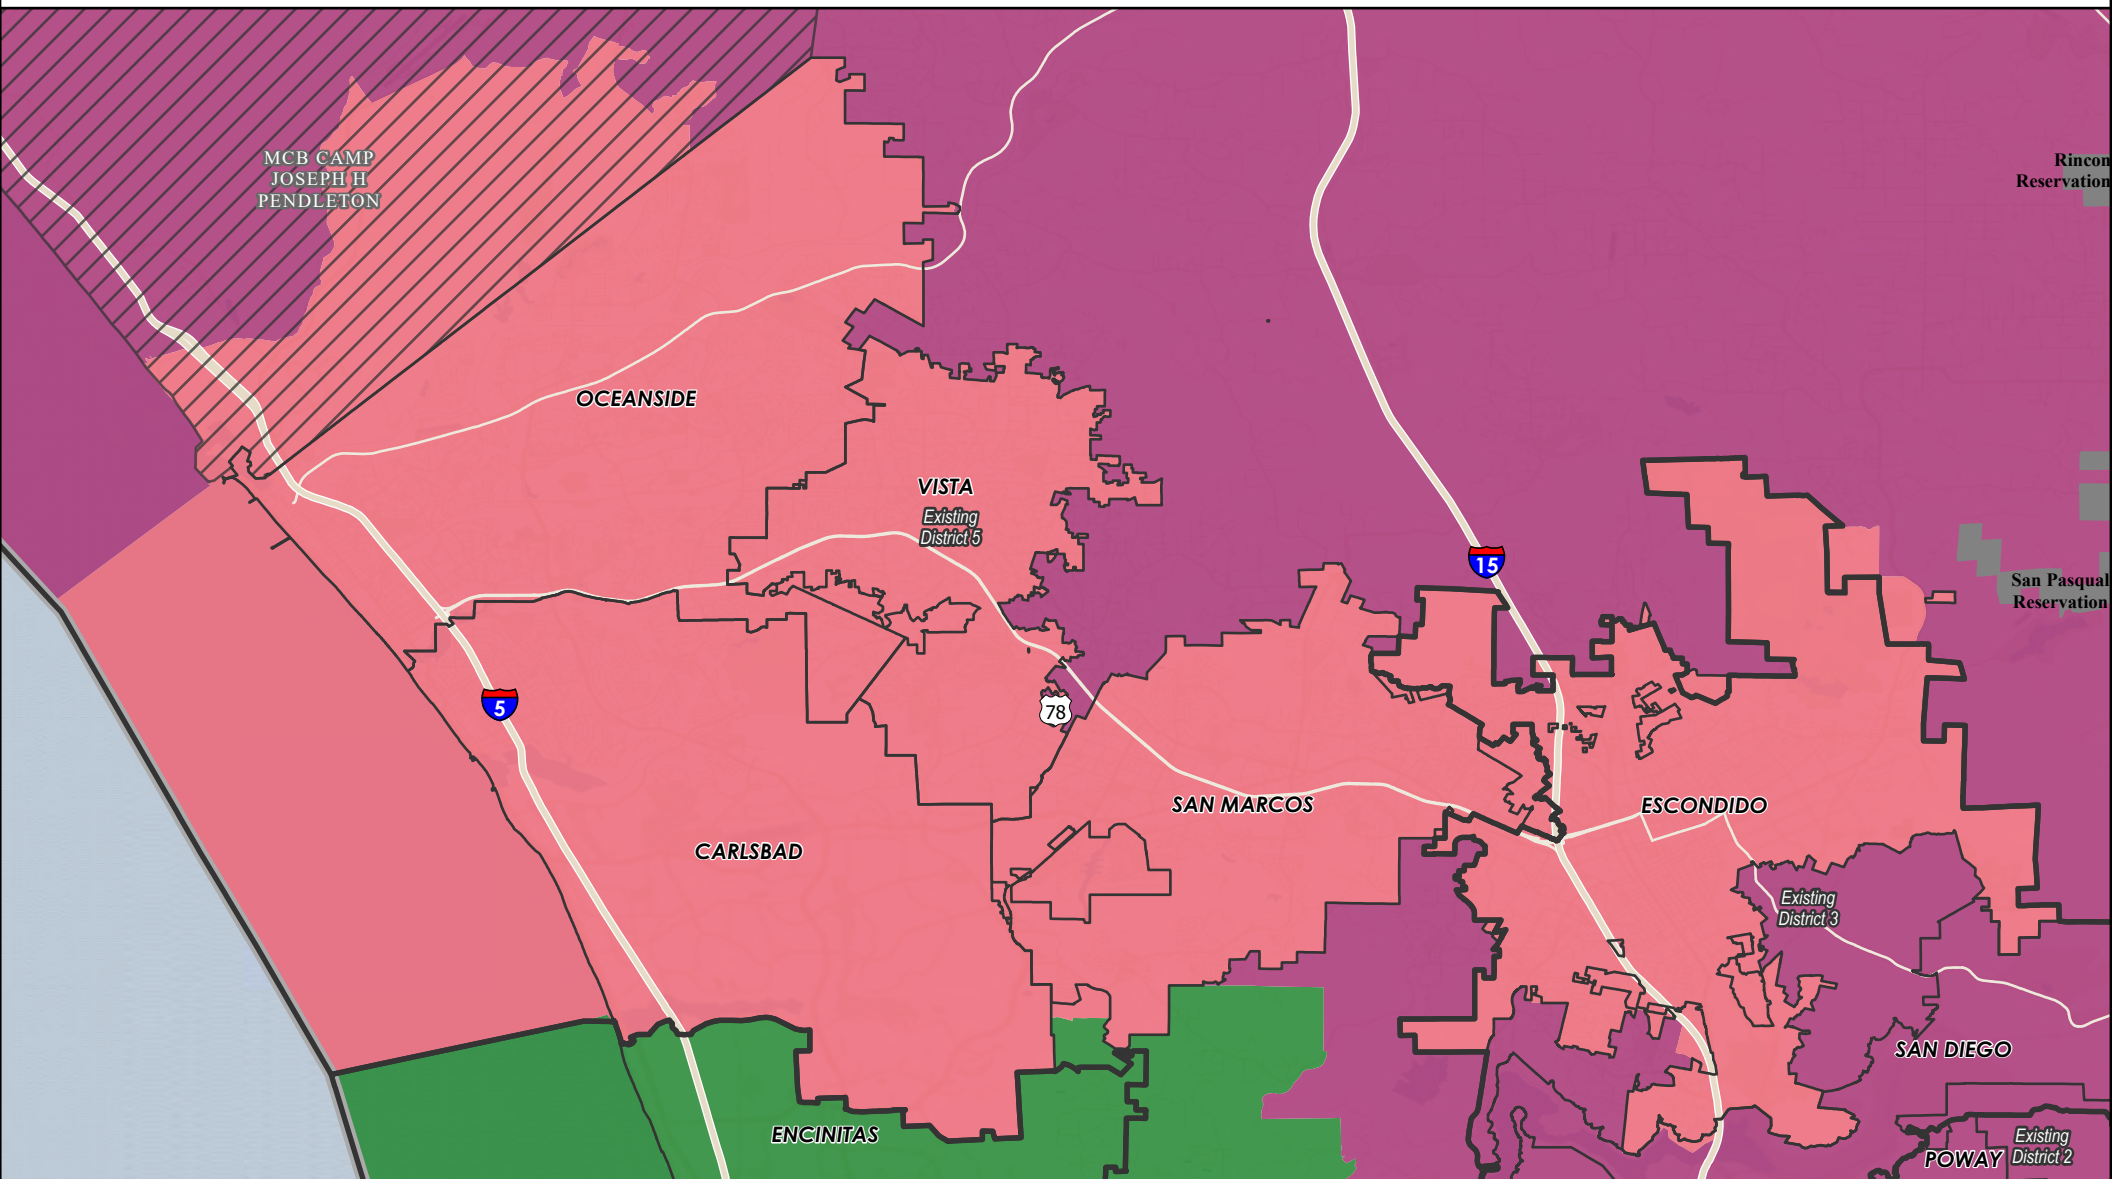 MCB CAMP
JOSEPH H
PENDLETON
Rincon
Reservation
OCEANSIDE
VISTA
Existing
District 5
15
San Pasqual
Reservation
5
78
SAN MARCOS
ESCONDIDO
CARLSBAD
Existing
District 3
SAN DIEGO
ENCINITAS
Existing
District 2
POWAY